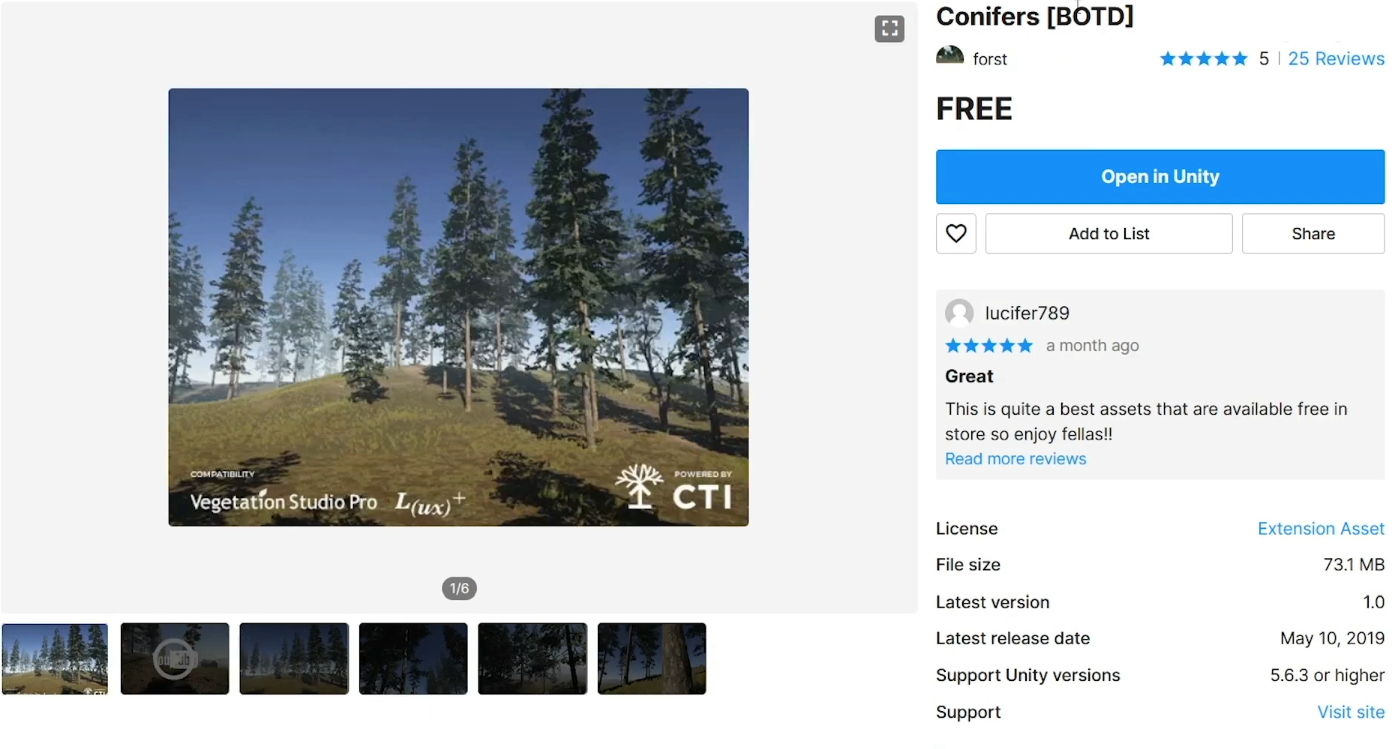 Conifers [BOTD]
forst
5 | 25 Reviews
FREE
Open in Unity
Add to List
Share
lucifer789
a month ago
Great
This is quite a best assets that are available free in
store so enjoy fellas!!
Read more reviews
License
Extension Asset
File size
73.1 MB
Latest version
1.0
Latest release date
May 10, 2019
Support Unity versions
5.6.3 or higher
Support
Visit site
COMPATIBILITY
Vegetation Studio Pro
L(ux)+
POWERED BY
CTI
1/6